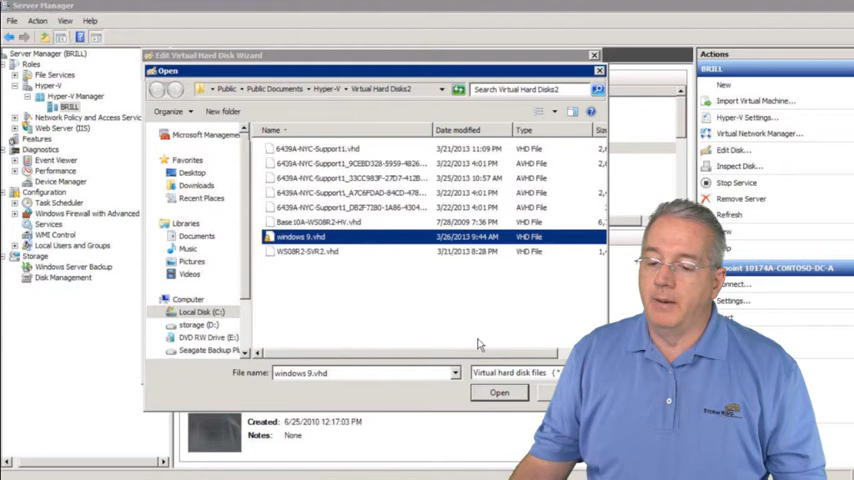 Server Manager
File Action View Help
Server Manager (BRILL)
Roles
File Services
Hyper-V
Hyper-V Manager
BRILL
Network Policy and Access Servic
Web Server (IIS)
Features
Diagnostics
Event Viewer
Performance
Device Manager
Configuration
Task Scheduler
Windows Firewall with Advanced
Services
WMI Control
Local Users and Groups
Storage
Windows Server Backup
Disk Management
Edit Virtual Hard Disk Wizard
Open
Public Public Documents Hyper-V Virtual Hard Disks2
Search Virtual Hard Disks2
Organize New folder
Microsoft Manageme
Favorites
Desktop
Downloads
Recent Places
Libraries
Documents
Music
Pictures
Videos
Computer
Local Disk (C:)
storage (D:)
DVD RW Drive (E:)
Seagate Backup Pl
Name Date modified Type Siz
6439A-NYC-Support1.vhd 3/21/2013 11:09 PM VHD File 2,
3/22/2013 4:01 PM AVHD File 2,
3/25/2013 10:57 AM AVHD File
3/22/2013 4:01 PM AVHD File
3/22/2013 4:01 PM AVHD File
Base10A-WS08R2-HV.vhd 7/28/2009 7:36 PM VHD File 6,
windows 9.vhd 3/26/2013 9:44 AM VHD File
WS08R2-SVR2.vhd 3/21/2013 8:28 PM VHD File
File name: windows 9.vhd
Virtual hard disk files (
Open
Created: 6/25/2010 12:17:03 PM
Notes: None
Actions
BRILL
New
Import Virtual Machine...
Hyper-V Settings...
Virtual Network Manager...
Edit Disk...
Inspect Disk...
Stop Service
Remove Server
Refresh
point 10174A-CONTOSO-DC-A
Settings...